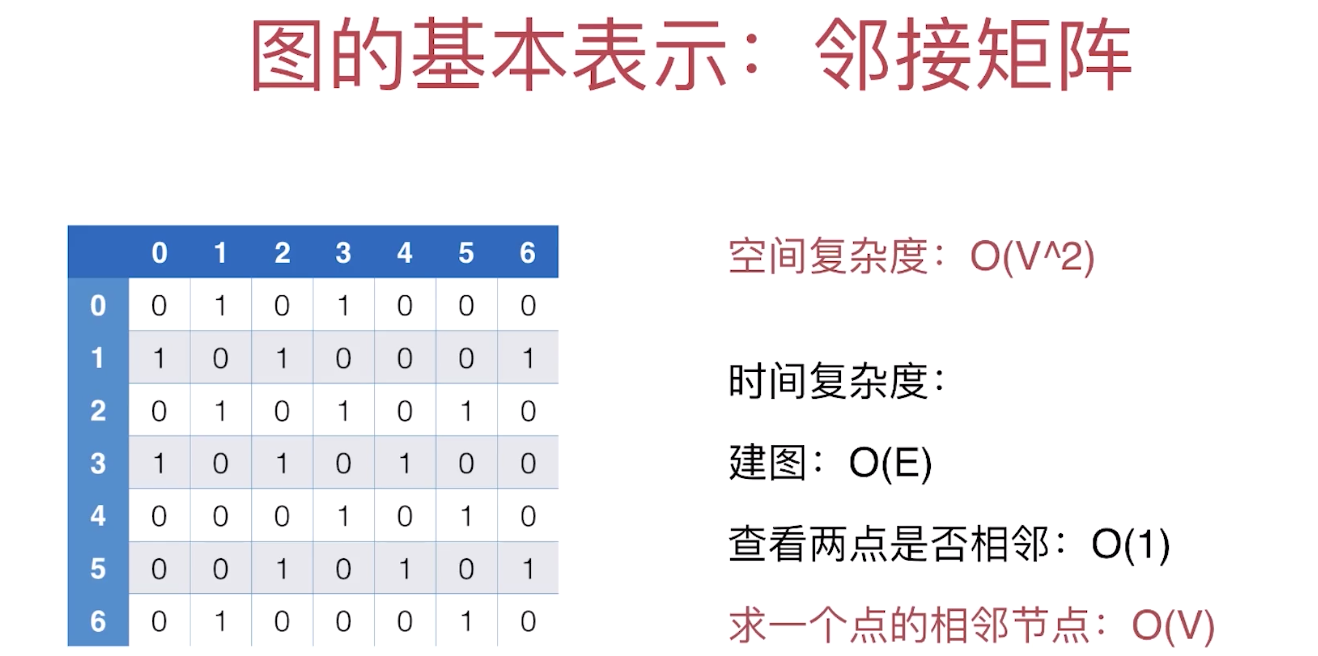 图的基本表示：邻接矩阵
0 1 2 3 4 5 6
0 0 1 0 1 0 0 0
1 1 0 1 0 0 0 1
2 0 1 0 1 0 1 0
3 1 0 1 0 1 0 0
4 0 0 0 1 0 1 0
5 0 0 1 0 1 0 1
6 0 1 0 0 0 1 0
空间复杂度：O(V^2)
时间复杂度：
建图：O(E)
查看两点是否相邻：O(1)
求一个点的相邻节点：O(V)